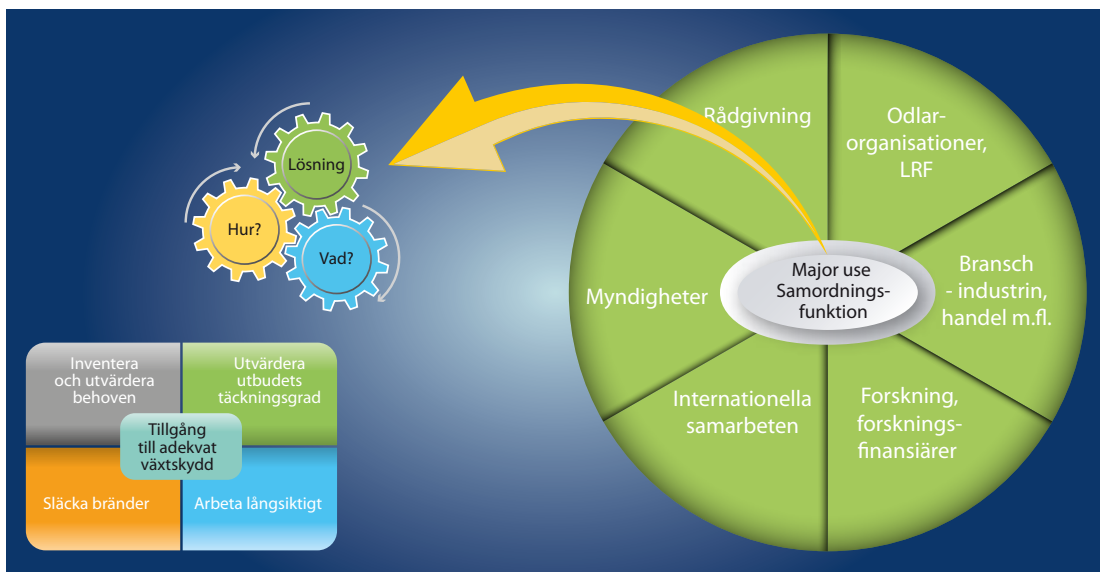 Lösning
Hur?
Vad?
Inventera
och utvärdera
behoven
Utvärdera
utbudets
täckningsgrad
Tillgång
till adekvat
växtskydd
Släcka bränder
Arbeta långsiktigt
Rådgivning
Odlar-
organisationer,
LRF
Myndigheter
Major use
Samordnings-
funktion
Bransch
- industrin,
handel m.fl.
Internationella
samarbeten
Forskning,
forsknings-
finansiärer